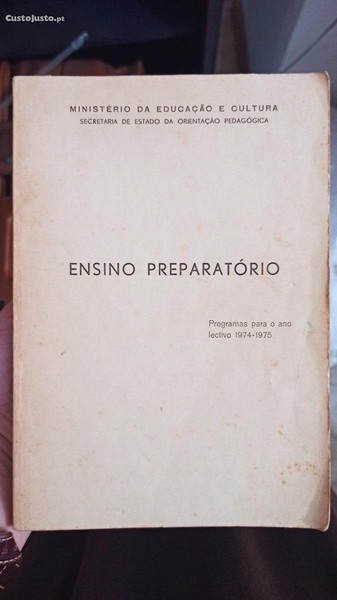 CustoJusto.pt
MINISTÉRIO DA EDUCAÇÃO E CULTURA
SECRETARIA DE ESTADO DA ORIENTAÇÃO PEDAGÓGICA
ENSINO PREPARATÓRIO
Programas para o ano
lectivo 1974-1975